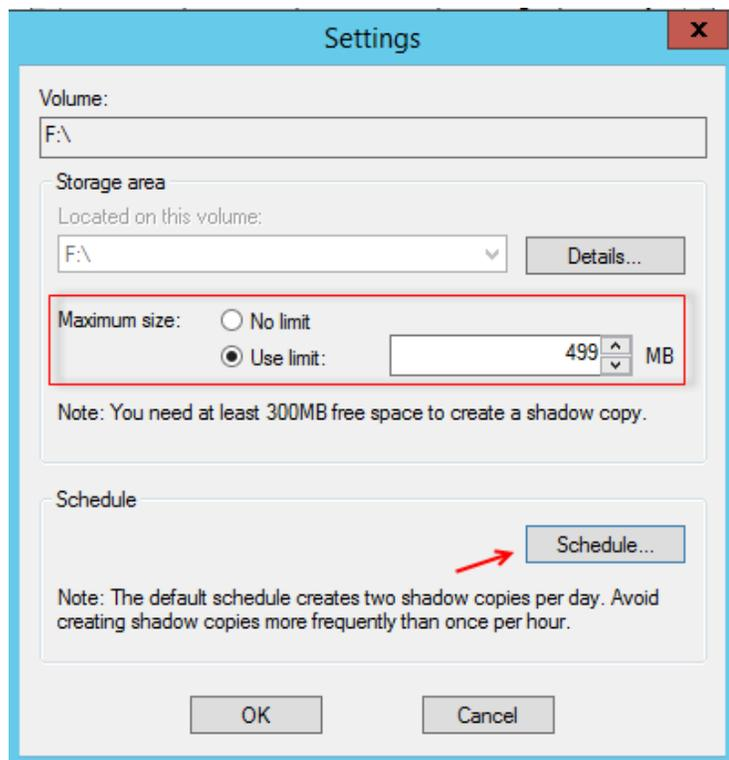 Settings
x
Volume:
F:\
Storage area
Located on this volume:
F:\
Details...
Maximum size:
No limit
Use limit:
499
MB
Note: You need at least 300MB free space to create a shadow copy.
Schedule
Schedule...
Note: The default schedule creates two shadow copies per day. Avoid
creating shadow copies more frequently than once per hour.
OK
Cancel